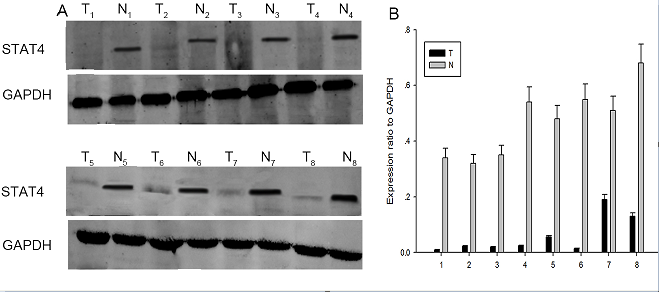 A
T1 N1 T2 N2 T3 N3 T4 N4
STAT4
GAPDH
T5 N5 T6 N6 T7 N7 T8 N8
STAT4
GAPDH
B
Expression ratio to GAPDH
.8
.6
.4
.2
.0
T
N
1 2 3 4 5 6 7 8